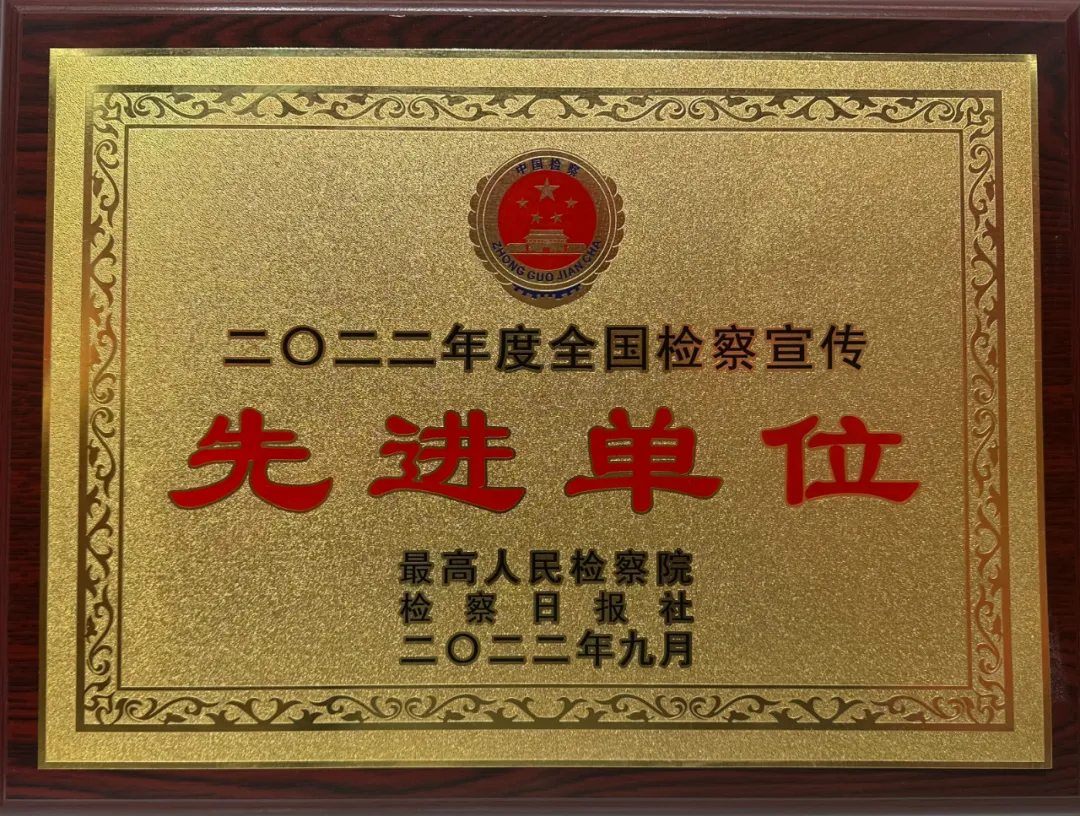 中国检察
ZHONG GUO JIAN CHA
二〇二二年度全国检察宣传
先进单位
最高人民检察院
检察日报社
二〇二二年九月